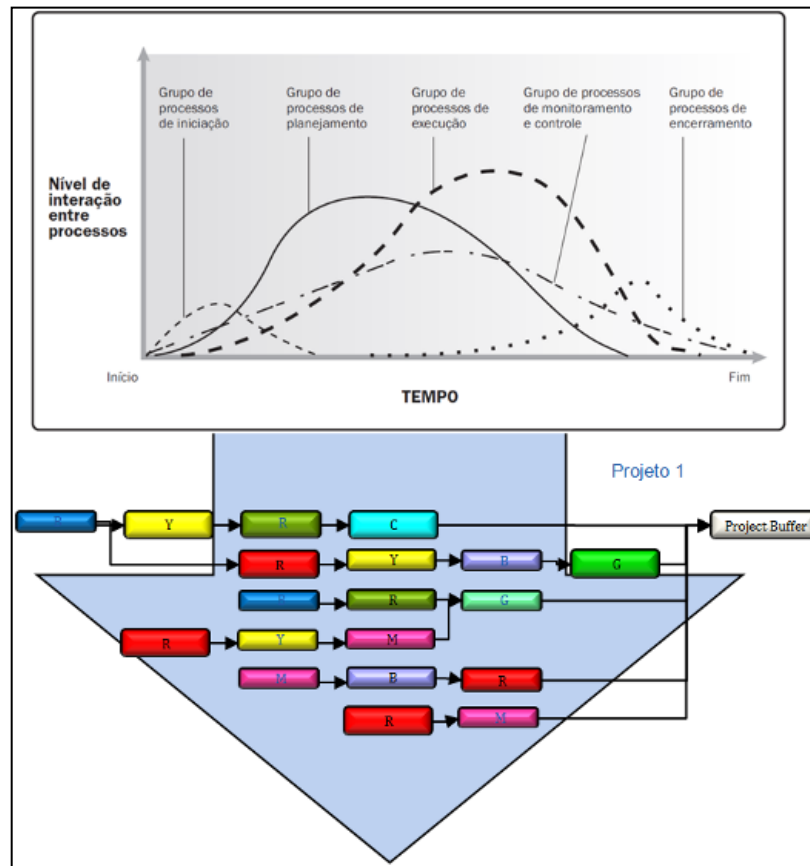 Grupo de
processos
de iniciação
Grupo de
processos de
planejamento
Grupo de
processos de
execução
Grupo de processos
de monitoramento
e controle
Grupo de
processos de
encerramento
Nível de
interação
entre
processos
Início
Fim
TEMPO
Projeto 1
Y
R
C
Project Buffer
R
Y
B
G
R
G
R
Y
M
M
B
R
R
M